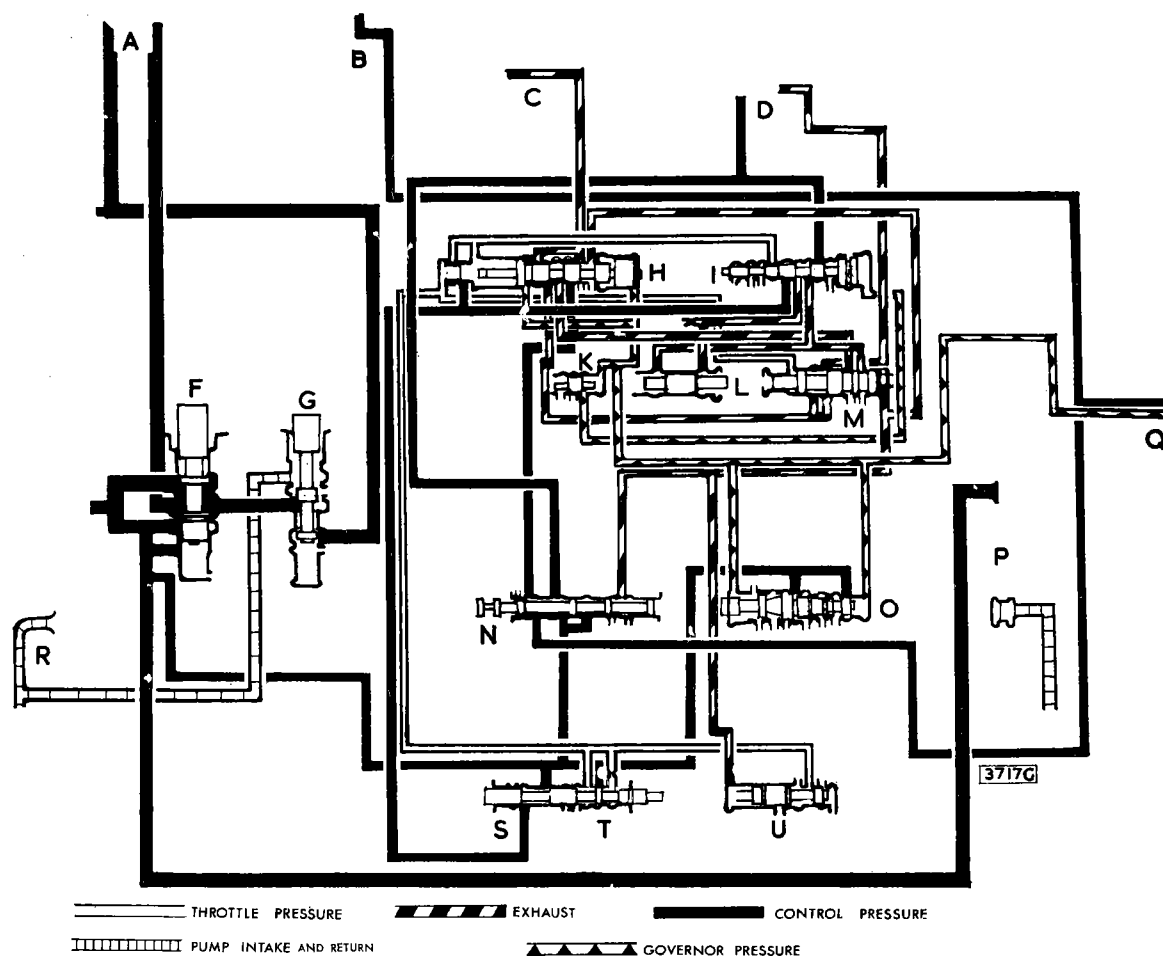 A
B
C
D
H
I
K
L
M
F
G
Q
P
N
O
R
3717G
S
T
U
THROTTLE PRESSURE
EXHAUST
CONTROL PRESSURE
PUMP INTAKE AND RETURN
GOVERNOR PRESSURE